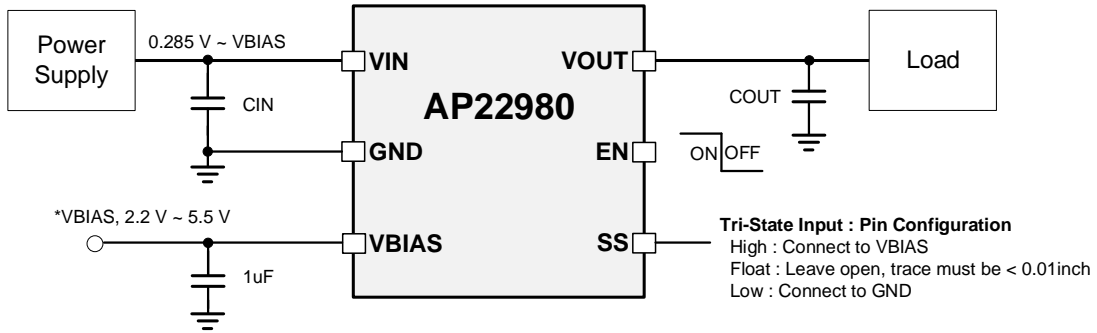 Power
Supply
0.285 V ~ VBIAS
CIN
VIN
VOUT
AP22980
GND
EN
VBIAS
SS
COUT
Load
ON OFF
*VBIAS, 2.2 V ~ 5.5 V
1uF
Tri-State Input : Pin Configuration
High : Connect to VBIAS
Float : Leave open, trace must be < 0.01inch
Low : Connect to GND